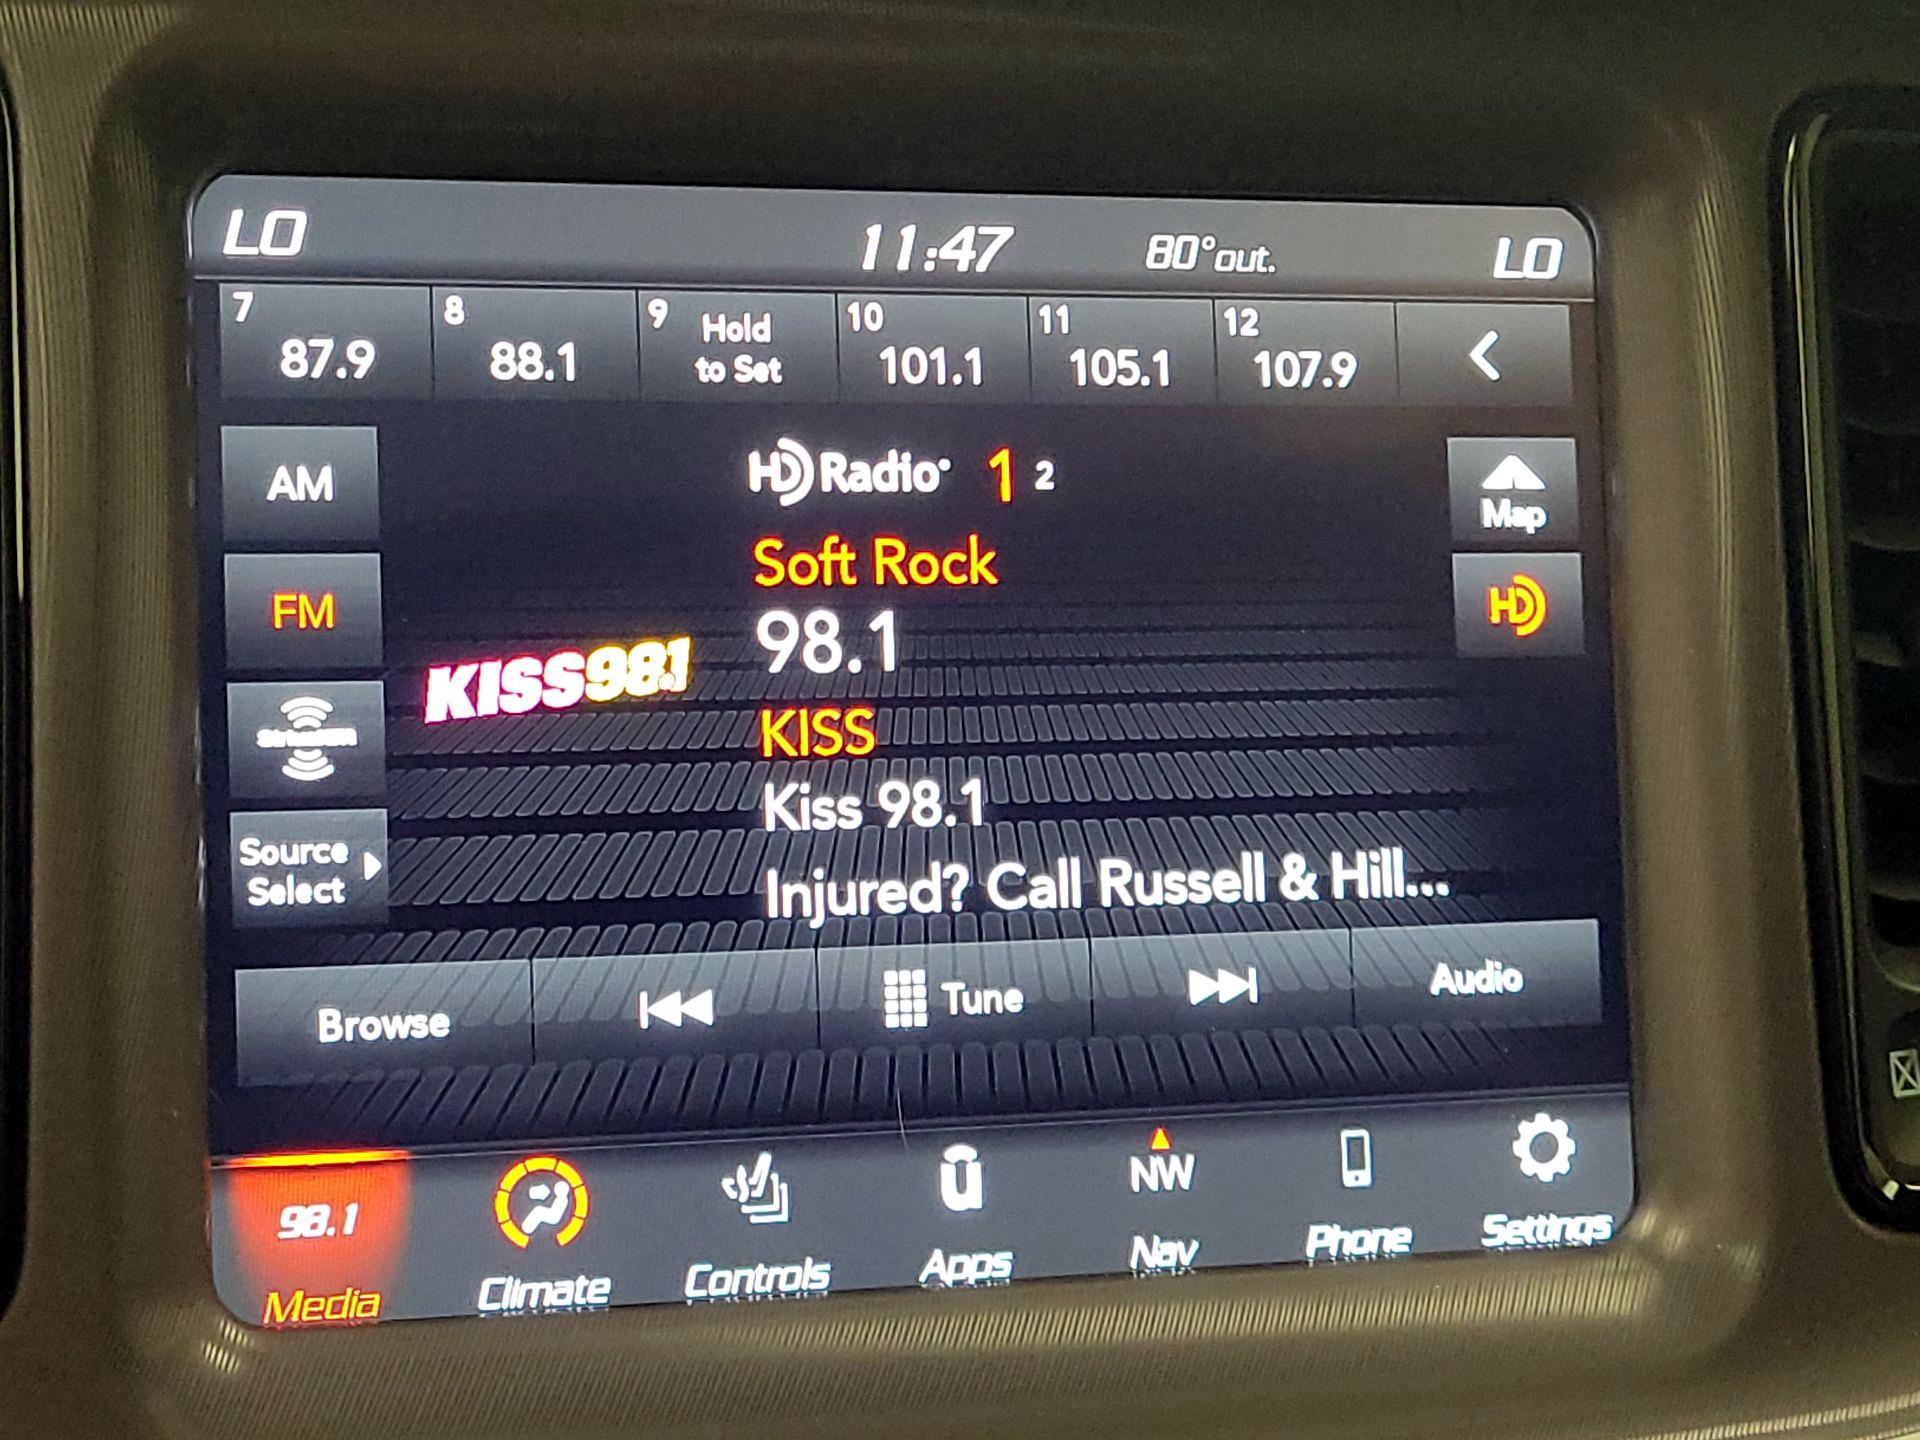 LO 11:47 80° out. LO
7 8 9 Hold 10 11 12
87.9 88.1 to Set 101.1 105.1 107.9
AM HD Radio 1 2 Map
Soft Rock
FM 98.1 HD
KISS98.1 KISS
Kiss 98.1
Source
Select
Injured? Call Russell & Hill...
Browse Tune Audio
98.1 NW
Media Climate Controls Apps Nav Phone Settings